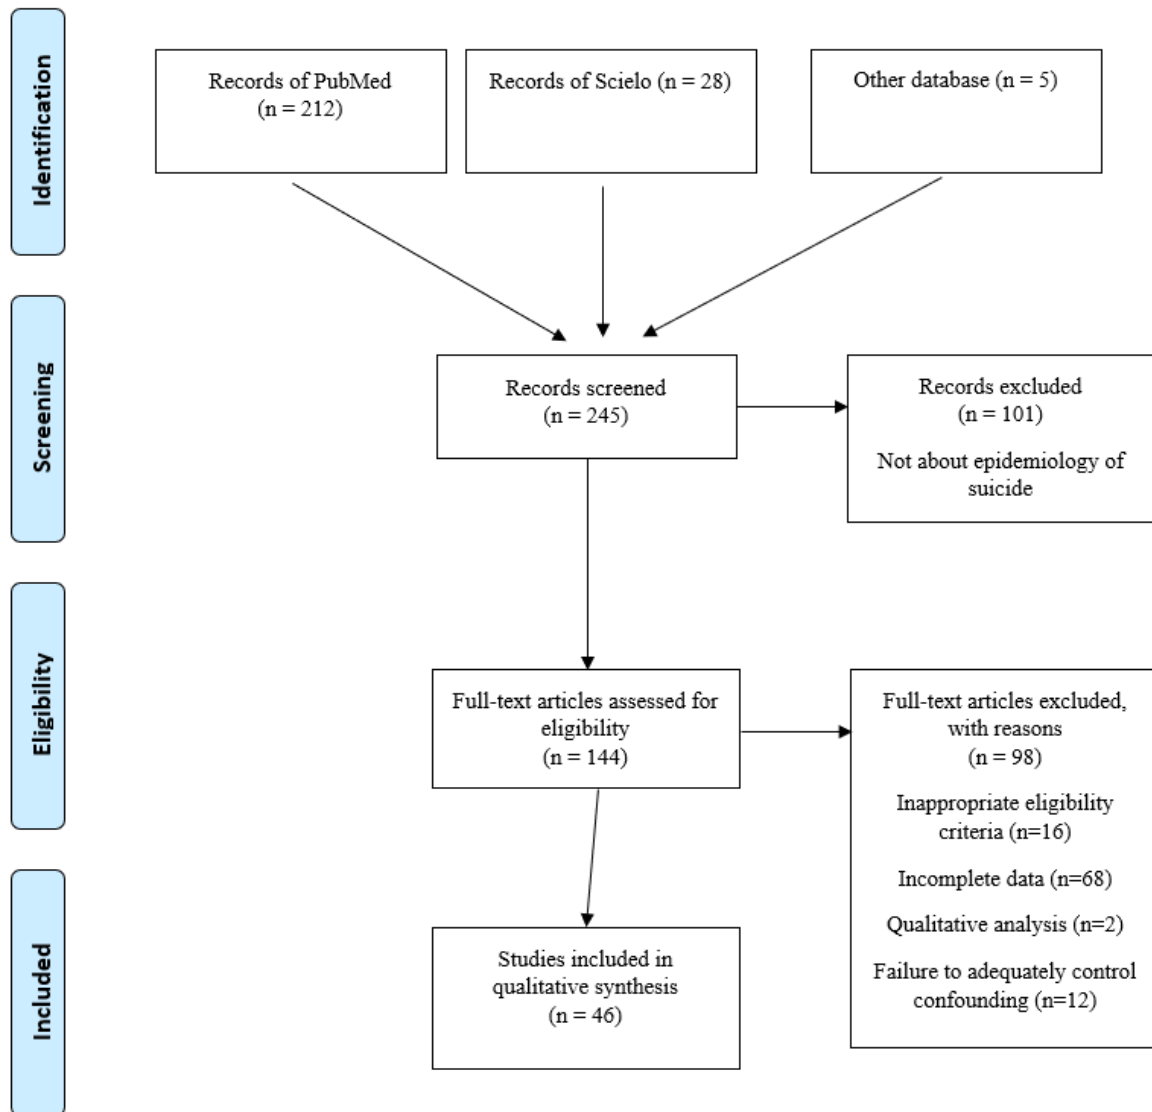 Identification
Records of PubMed
(n = 212)
Records of Scielo (n = 28)
Other database (n = 5)
Screening
Records screened
(n = 245)
Records excluded
(n = 101)
Not about epidemiology of
suicide
Eligibility
Full-text articles assessed for
eligibility
(n = 144)
Full-text articles excluded,
with reasons
(n = 98)
Inappropriate eligibility
criteria (n=16)
Incomplete data (n=68)
Qualitative analysis (n=2)
Failure to adequately control
confounding (n=12)
Included
Studies included in
qualitative synthesis
(n = 46)